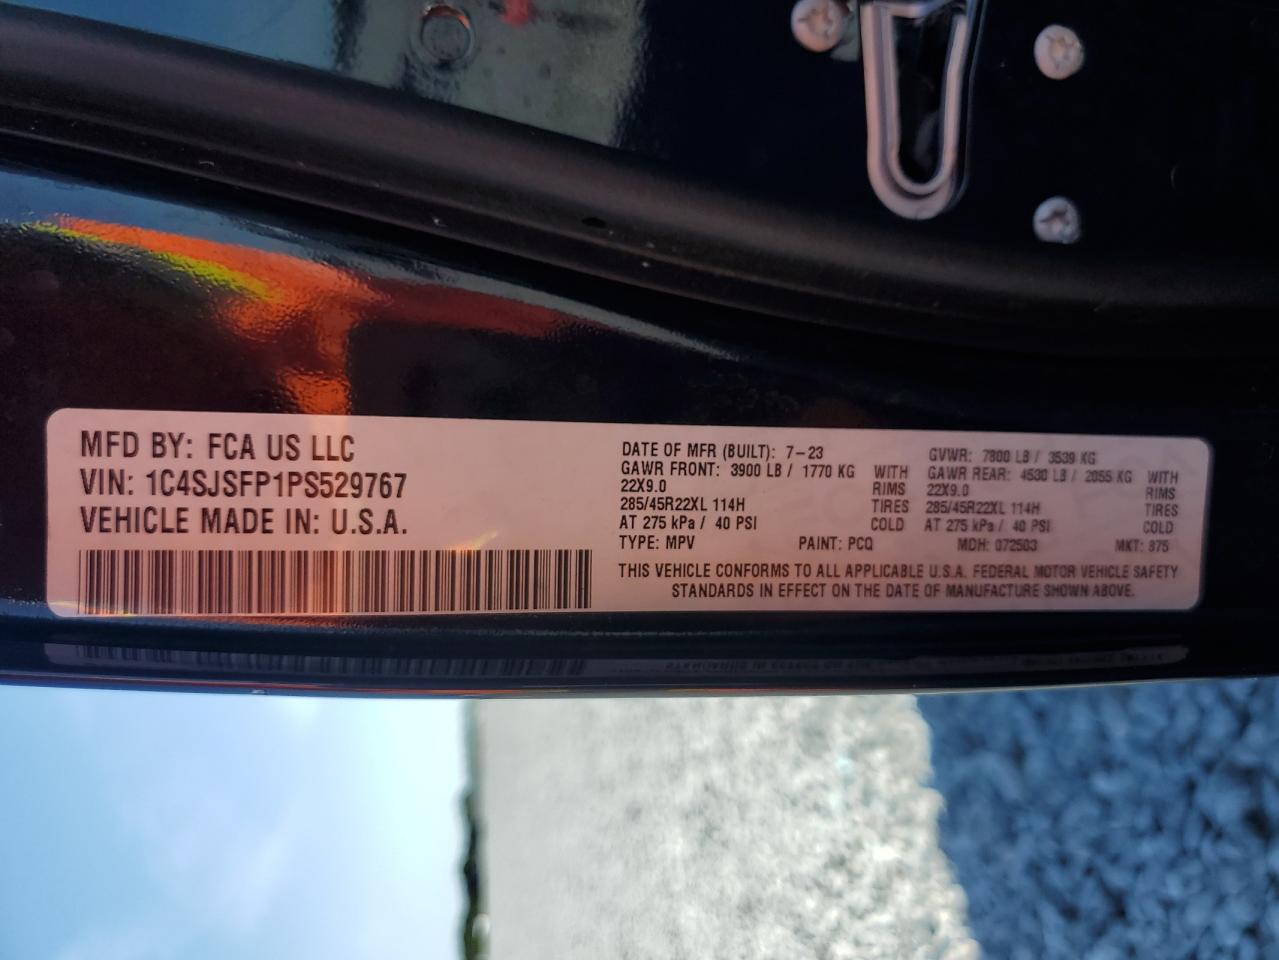 MFD BY: FCA US LLC
VIN: 1C4SJSFP1PS529767
VEHICLE MADE IN: U.S.A.
DATE OF MFR (BUILT): 7-23
GAWR FRONT: 3900 LB / 1770 KG WITH
22X9.0 RIMS
285/45R22XL 114H TIRES
AT 275 kPa / 40 PSI COLD
GVWR: 7800 LB / 3539 KG
GAWR REAR: 4530 LB / 2055 KG WITH
22X9.0 RIMS
285/45R22XL 114H TIRES
AT 275 kPa / 40 PSI COLD
TYPE: MPV PAINT: PCQ MDH: 072503 MKT: 875
THIS VEHICLE CONFORMS TO ALL APPLICABLE U.S.A. FEDERAL MOTOR VEHICLE SAFETY
STANDARDS IN EFFECT ON THE DATE OF MANUFACTURE SHOWN ABOVE.